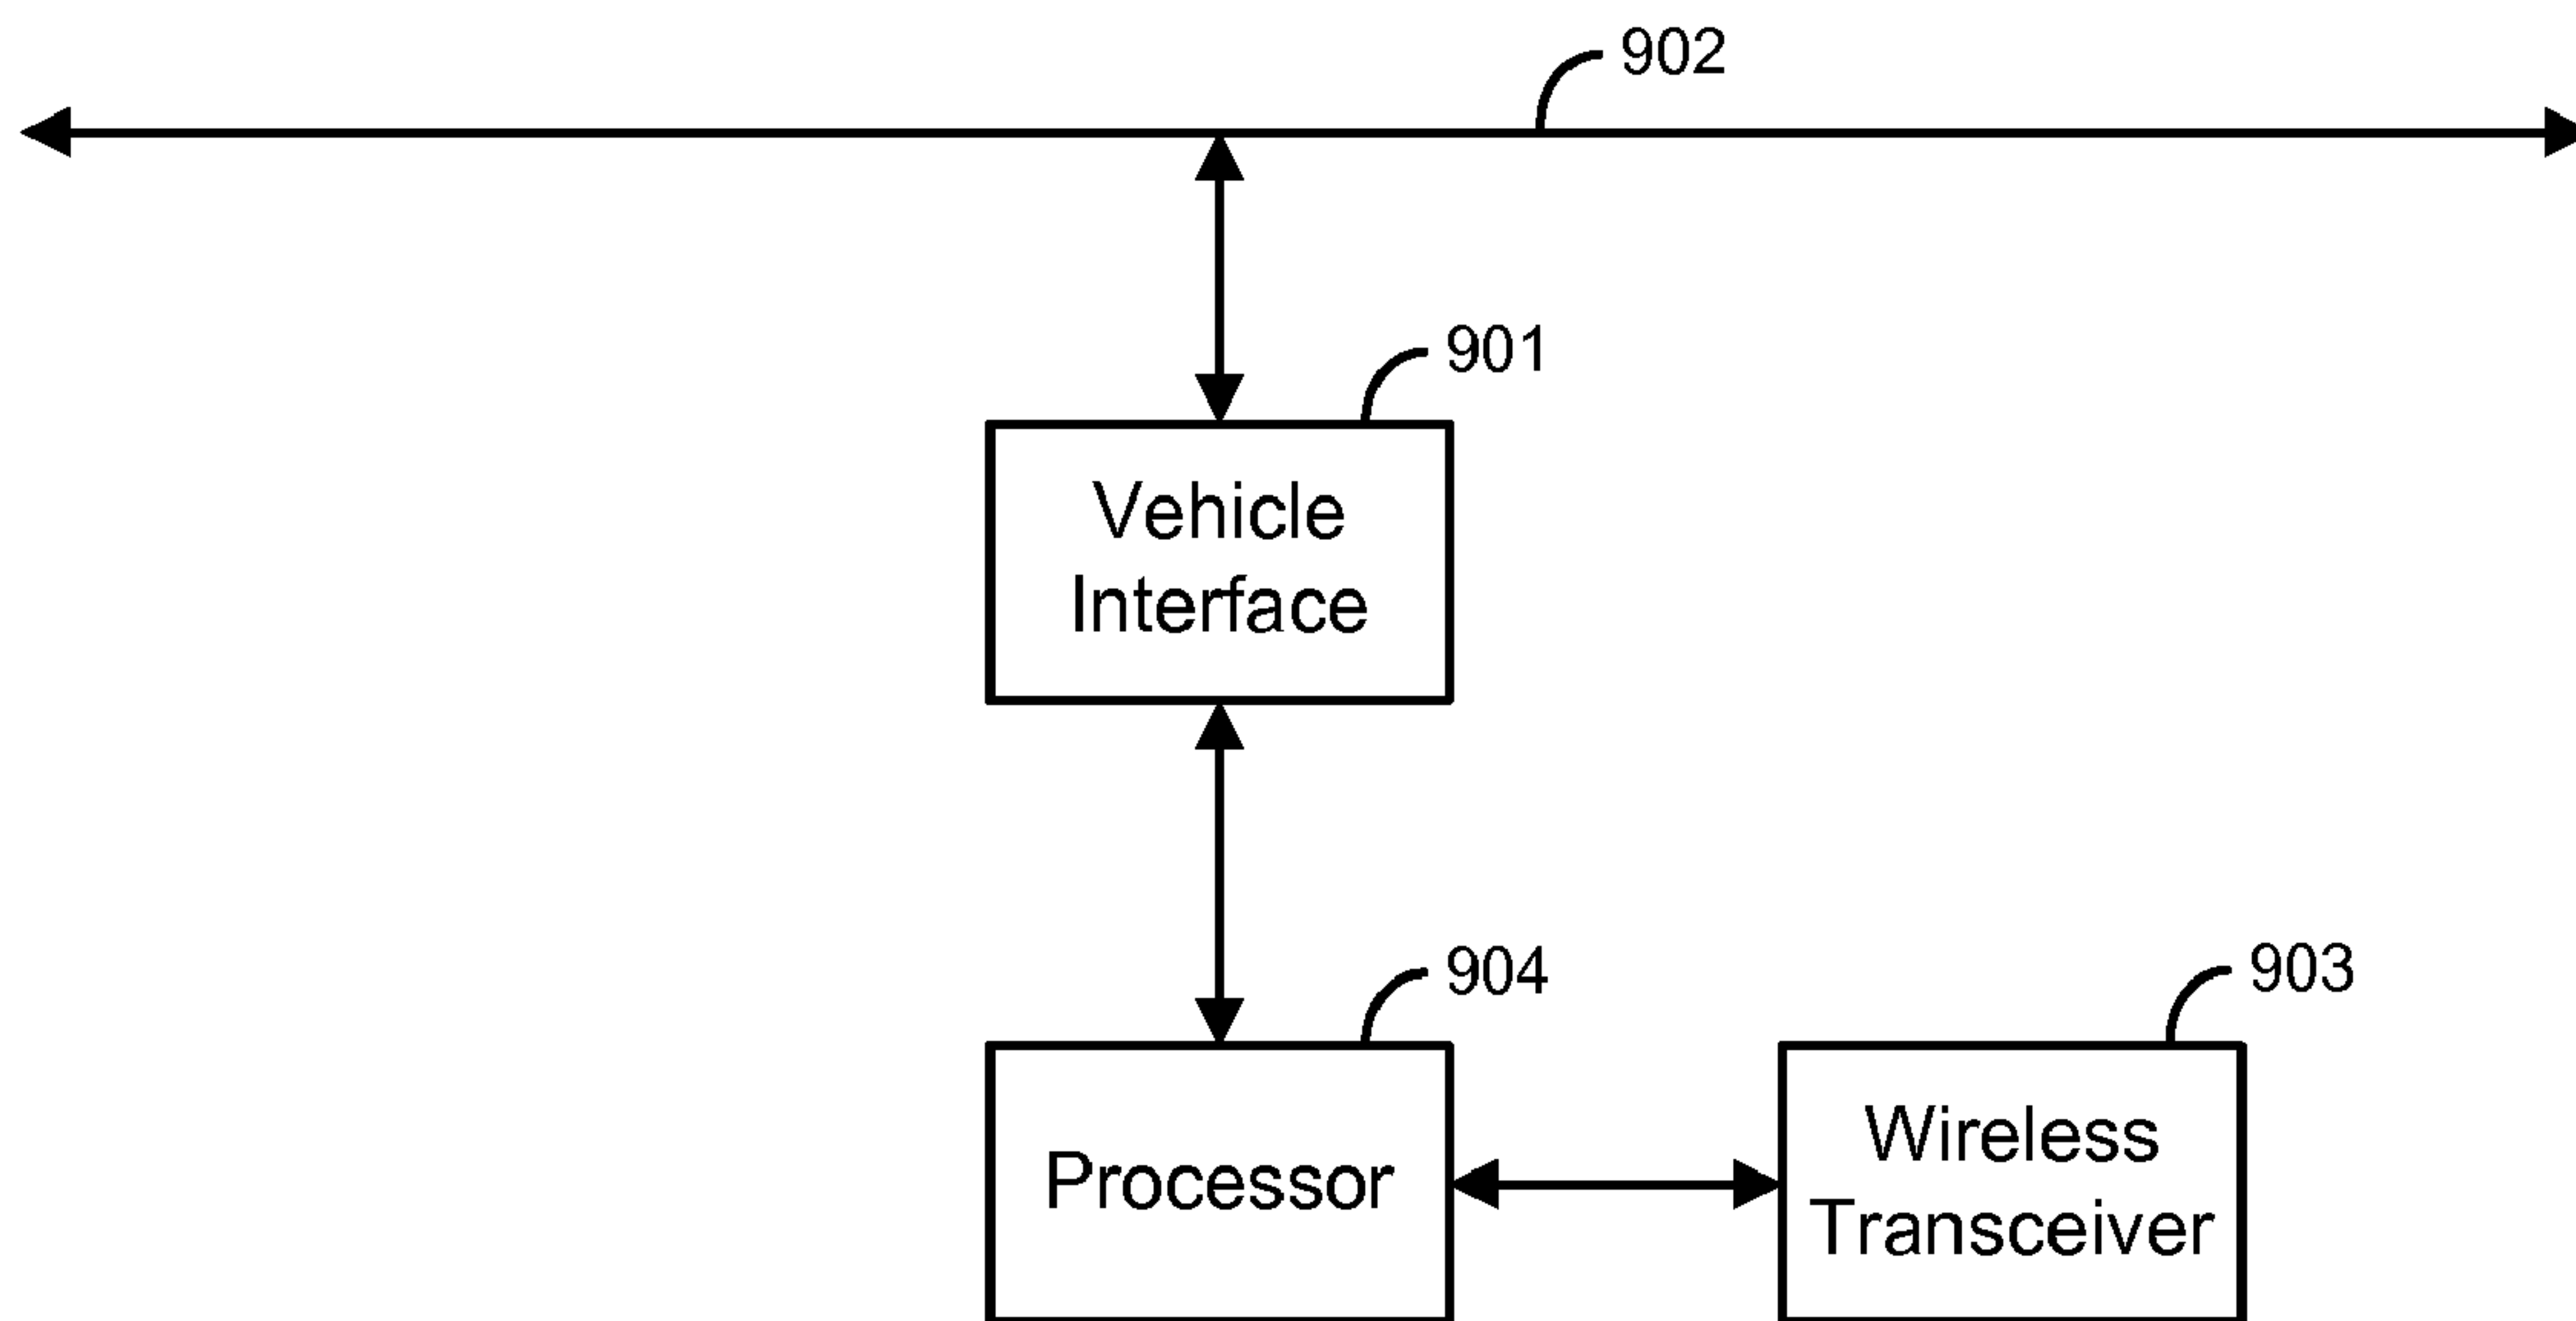 902
901
Vehicle
Interface
904
903
Processor
Wireless
Transceiver